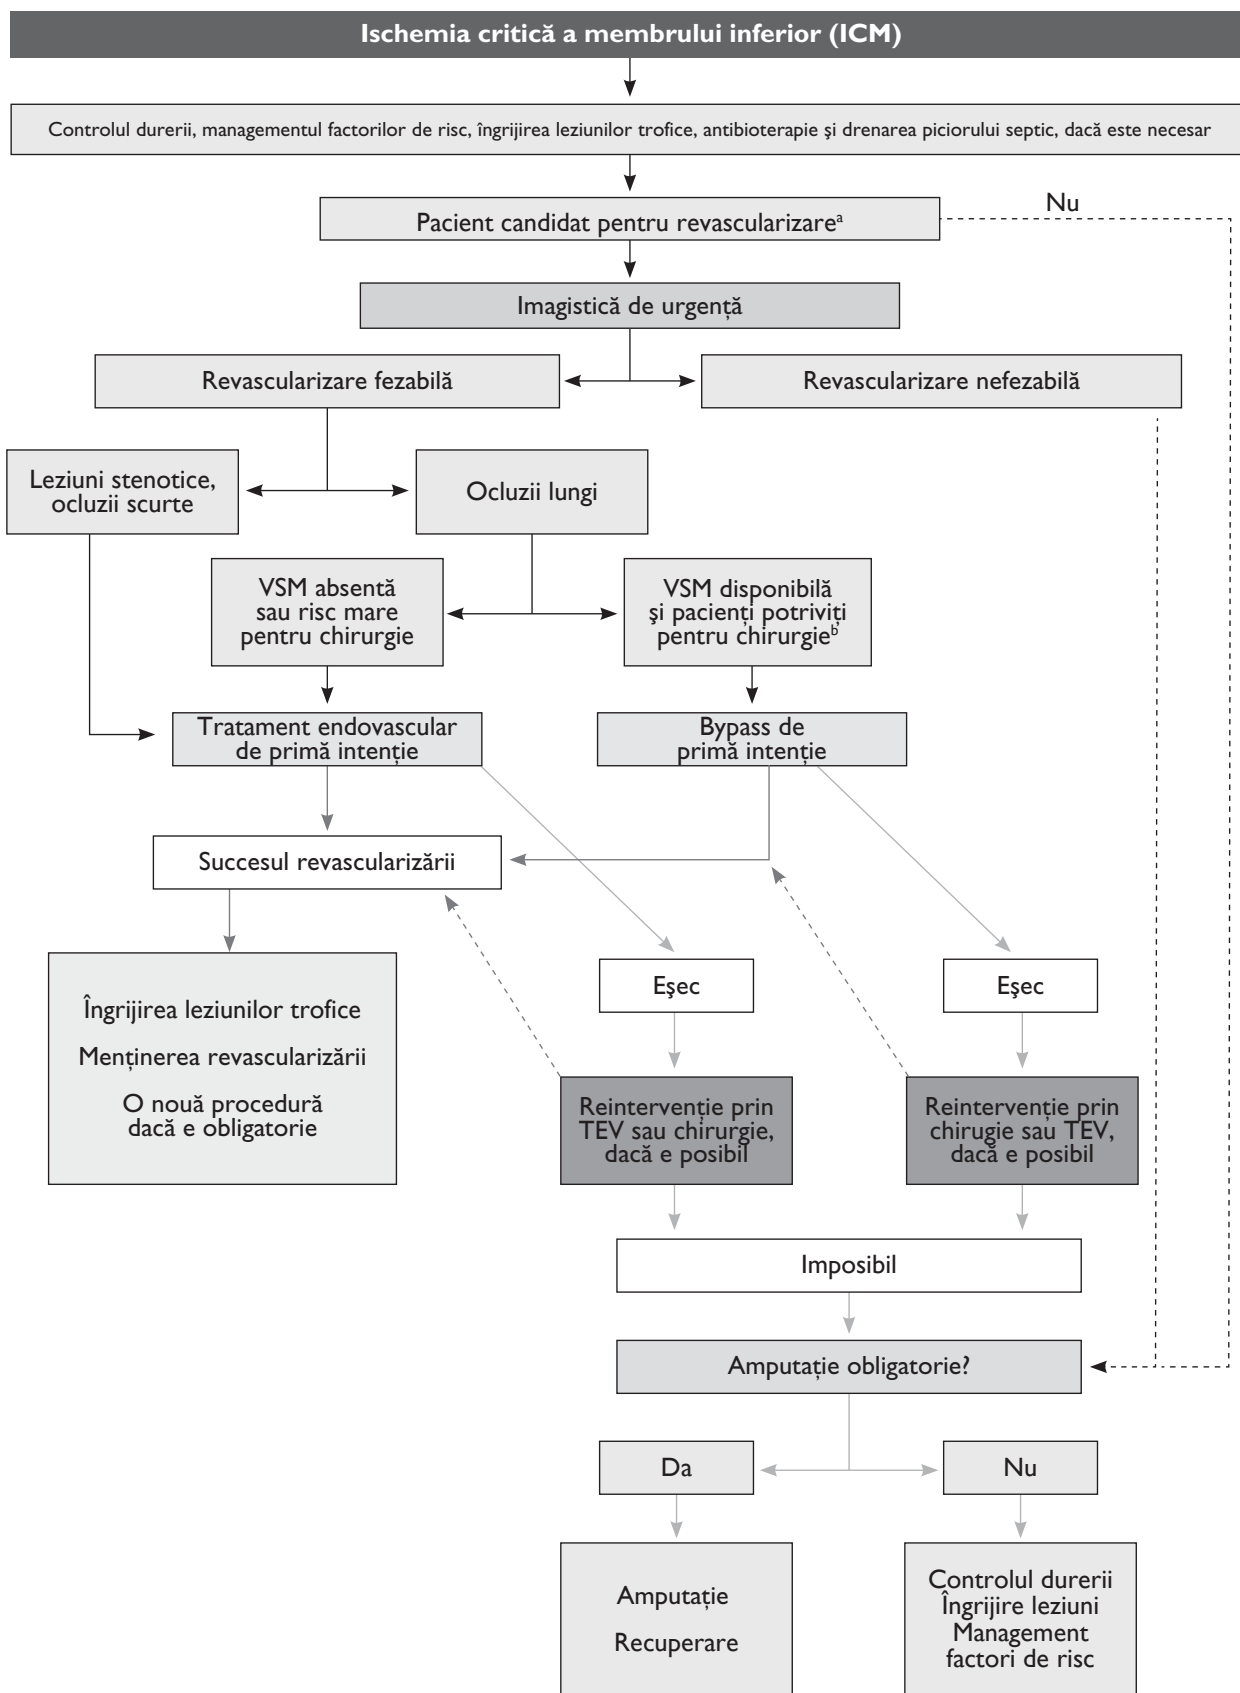 Ischemia critică a membrului inferior (ICM)
Controlul durerii, managementul factorilor de risc, îngrijirea leziunilor trofice, antibioterapie şi drenarea piciorului septic, dacă este necesar
Pacient candidat pentru revascularizareᵃ
Nu
Imagistică de urgență
Revascularizare fezabilă
Revascularizare nefezabilă
Leziuni stenotice,
ocluzii scurte
Ocluzii lungi
VSM absentă
sau risc mare
pentru chirurgie
VSM disponibilă
şi pacienți potriviți
pentru chirurgieᵇ
Tratament endovascular
de primă intenție
Bypass de
primă intenție
Succesul revascularizării
Îngrijirea leziunilor trofice
Menținerea revascularizării
O nouă procedură
dacă e obligatorie
Eşec
Eşec
Reintervenție prin
TEV sau chirurgie,
dacă e posibil
Reintervenție prin
chirugie sau TEV,
dacă e posibil
Imposibil
Amputație obligatorie?
Da
Nu
Amputație
Recuperare
Controlul durerii
Îngrijire leziuni
Management
factori de risc